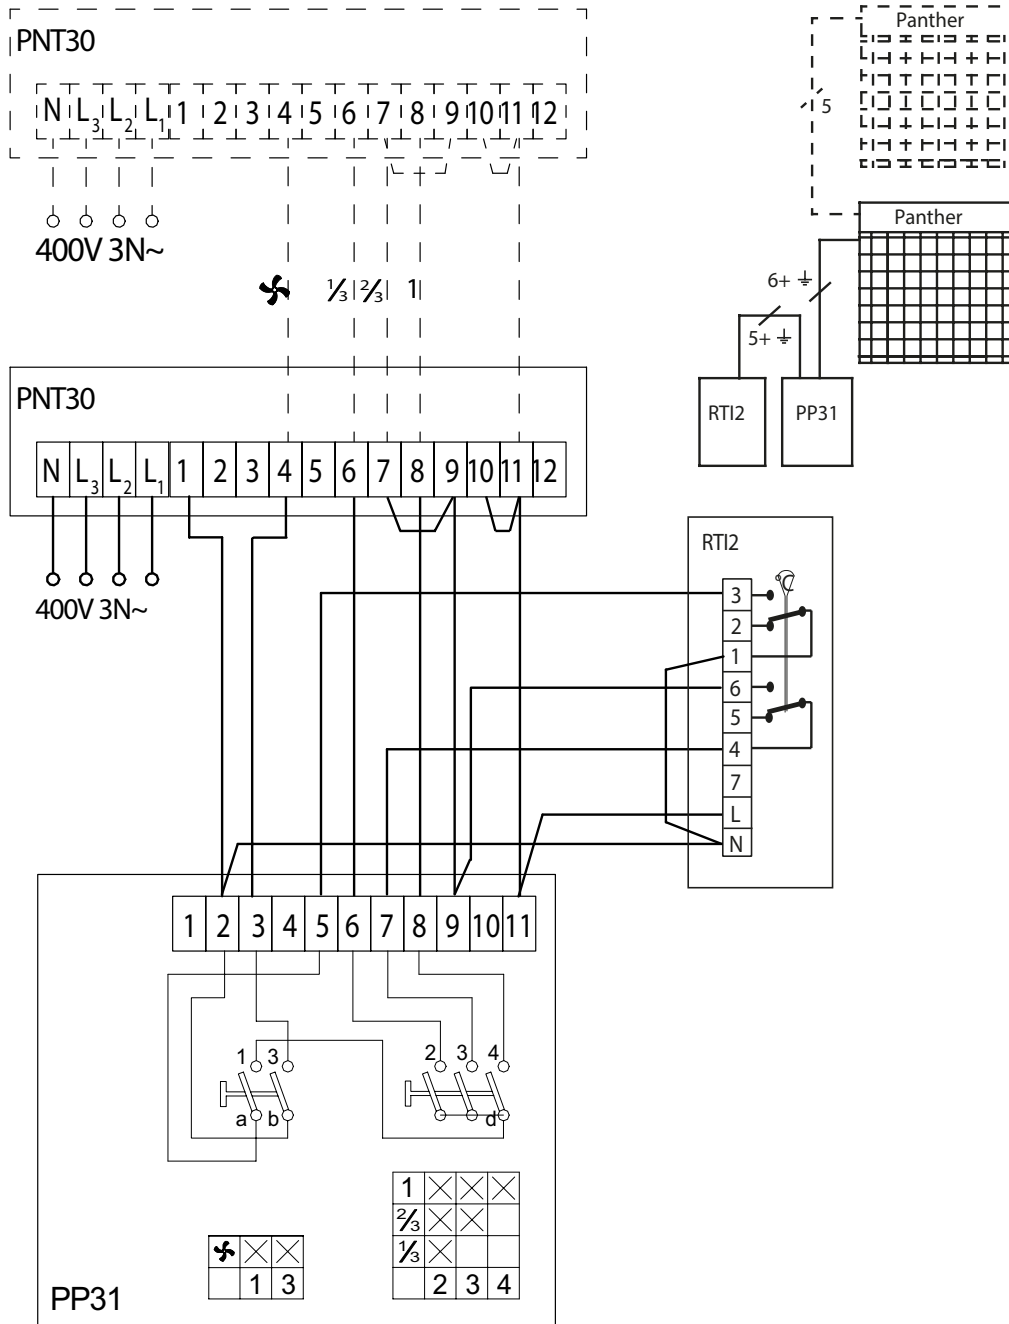 PNT30
N L3 L2 L1 1 2 3 4 5 6 7 8 9 10 11 12
400V 3N~
⅓ ⅔ 1
PNT30
N L3 L2 L1 1 2 3 4 5 6 7 8 9 10 11 12
400V 3N~
Panther
5
Panther
6+
5+
RTI2 PP31
RTI2
°C
3
2
1
6
5
4
7
L
N
1 2 3 4 5 6 7 8 9 10 11
1 3
a b
2 3 4
d
1
⅔
⅓
2 3 4
1 3
PP31